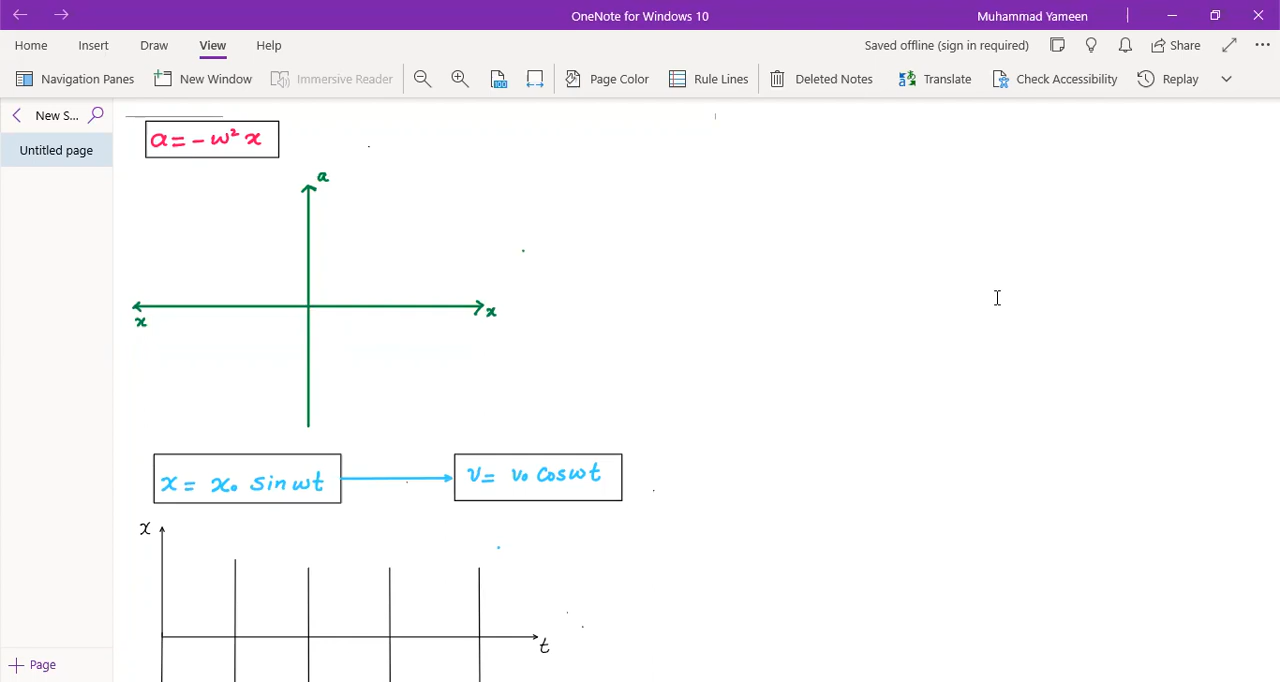 OneNote for Windows 10
Muhammad Yameen
Home Insert Draw View Help
Saved offline (sign in required)
Share
Navigation Panes New Window Immersive Reader Page Color Rule Lines Deleted Notes Translate Check Accessibility Replay
New S...
Untitled page
a = - ω² x
a
x
x
x = x₀ sin ωt
v = v₀ cos ωt
x
t
Page